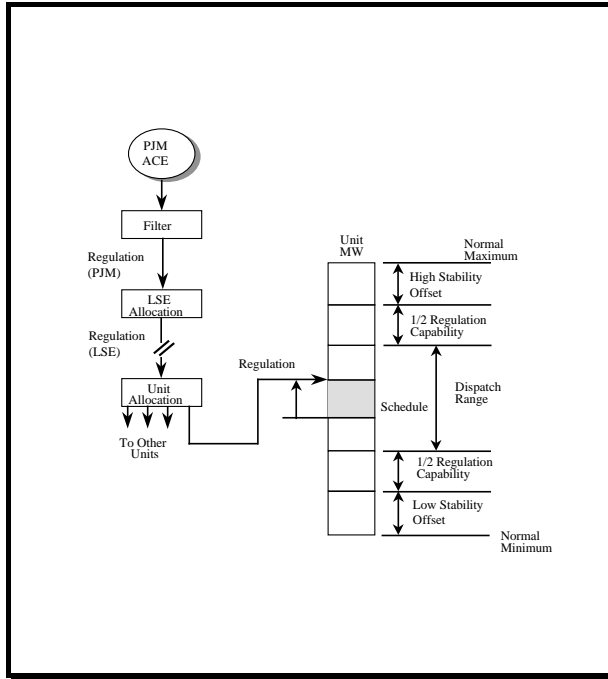 PJM
ACE
Filter
Regulation
(PJM)
LSE
Allocation
Regulation
(LSE)
Unit
Allocation
To Other
Units
Regulation
Unit
MW
Schedule
Normal
Maximum
High Stability
Offset
1/2 Regulation
Capability
Dispatch
Range
1/2 Regulation
Capability
Low Stability
Offset
Normal
Minimum